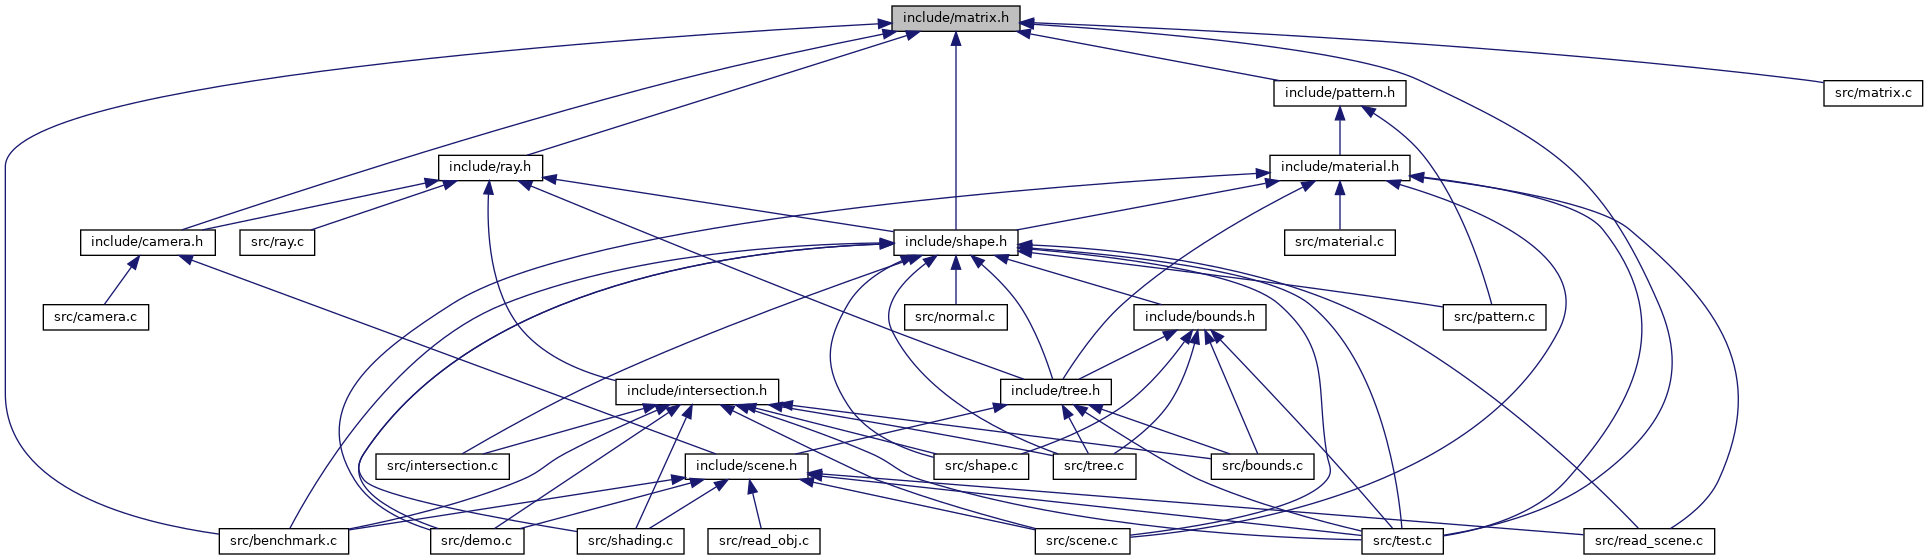 include/matrix.h
include/pattern.h
src/matrix.c
include/ray.h
include/material.h
include/camera.h
src/ray.c
include/shape.h
src/material.c
src/camera.c
src/normal.c
include/bounds.h
src/pattern.c
include/intersection.h
include/tree.h
src/intersection.c
include/scene.h
src/shape.c
src/tree.c
src/bounds.c
src/benchmark.c
src/demo.c
src/shading.c
src/read_obj.c
src/scene.c
src/test.c
src/read_scene.c